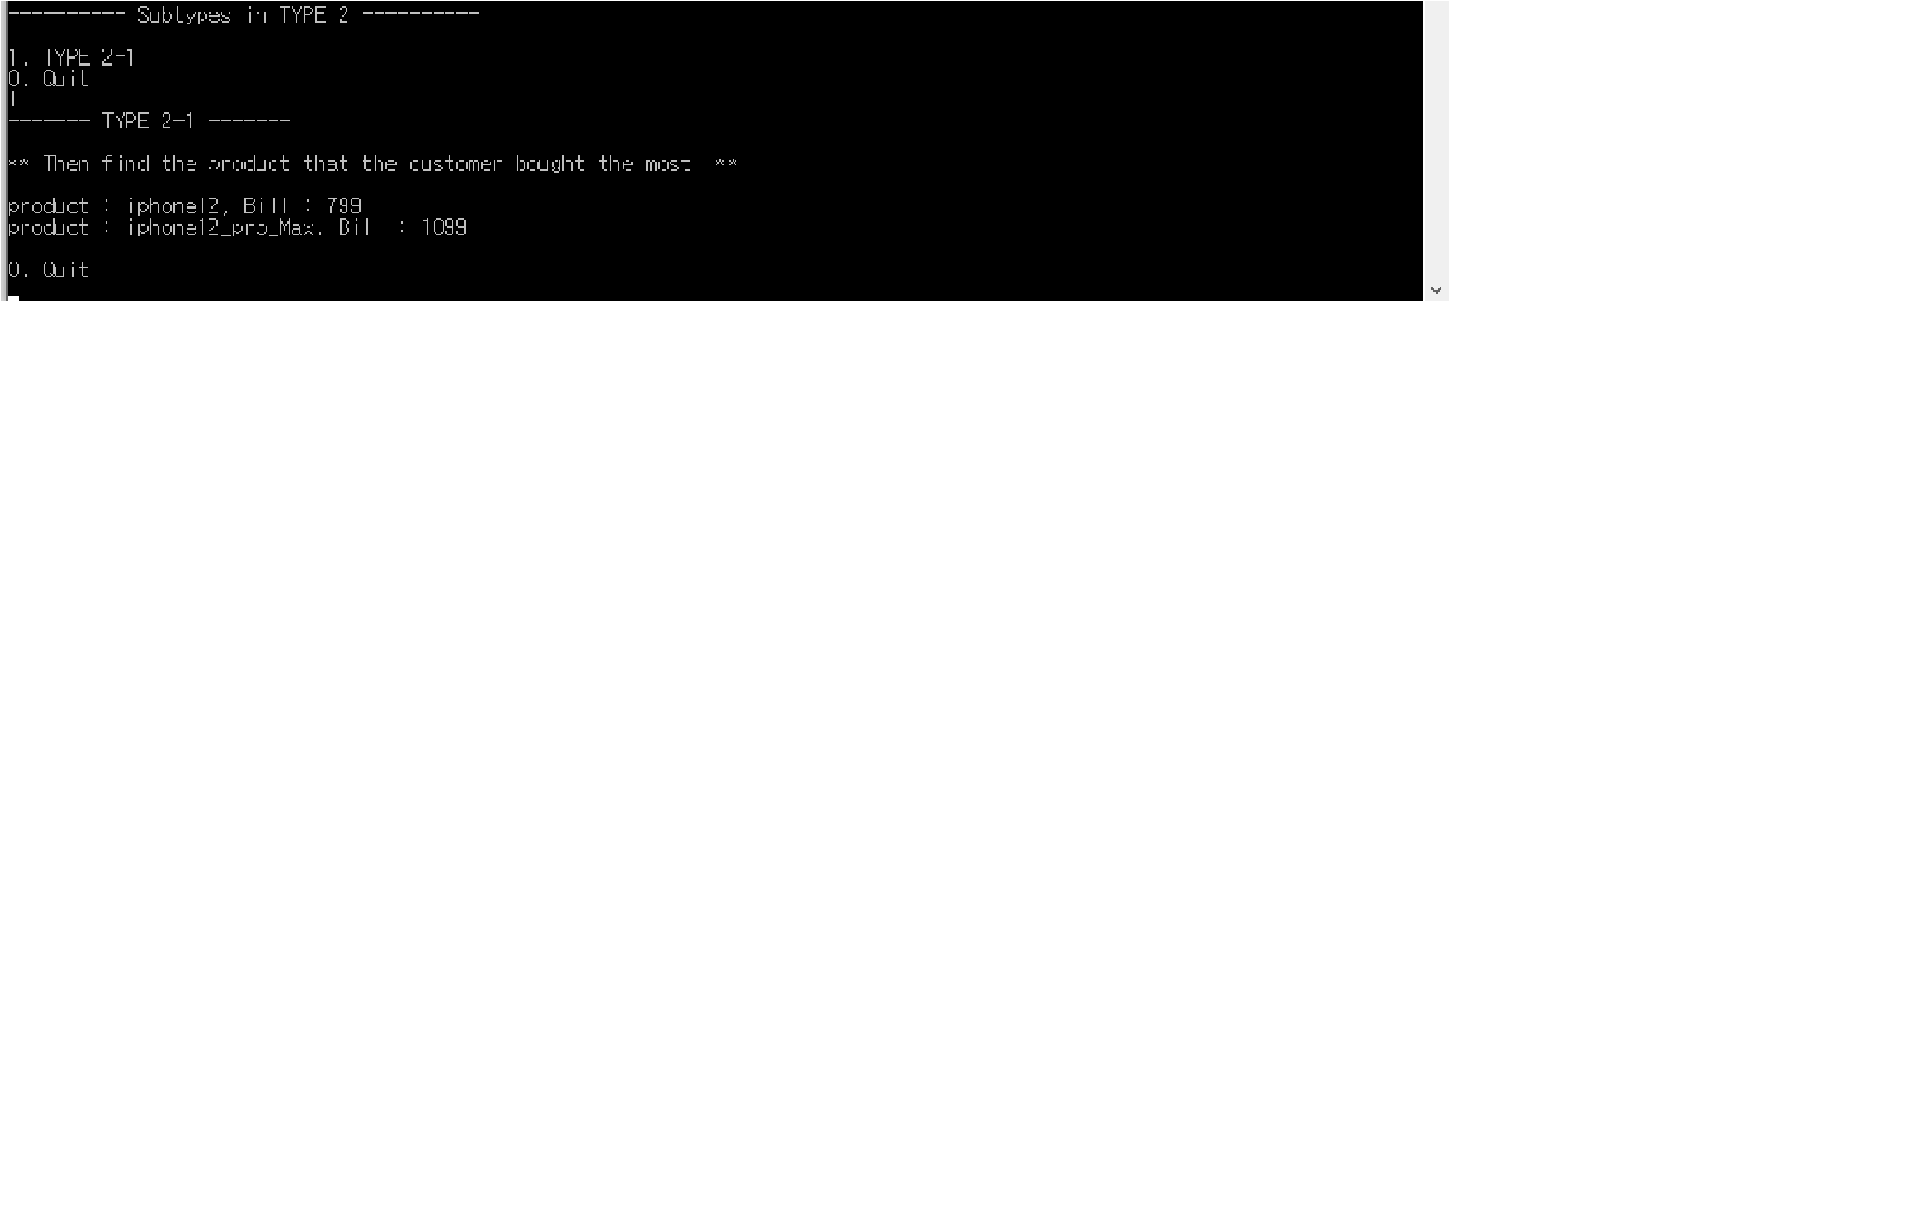 ---------- Subtypes in TYPE 2 ----------
1. TYPE 2-1
0. Quit
1
------- TYPE 2-1 -------
** Then find the product that the customer bought the most  **
product : iphone12, Bill : 799
product : iphone12_pro_Max, Bill : 1099
0. Quit